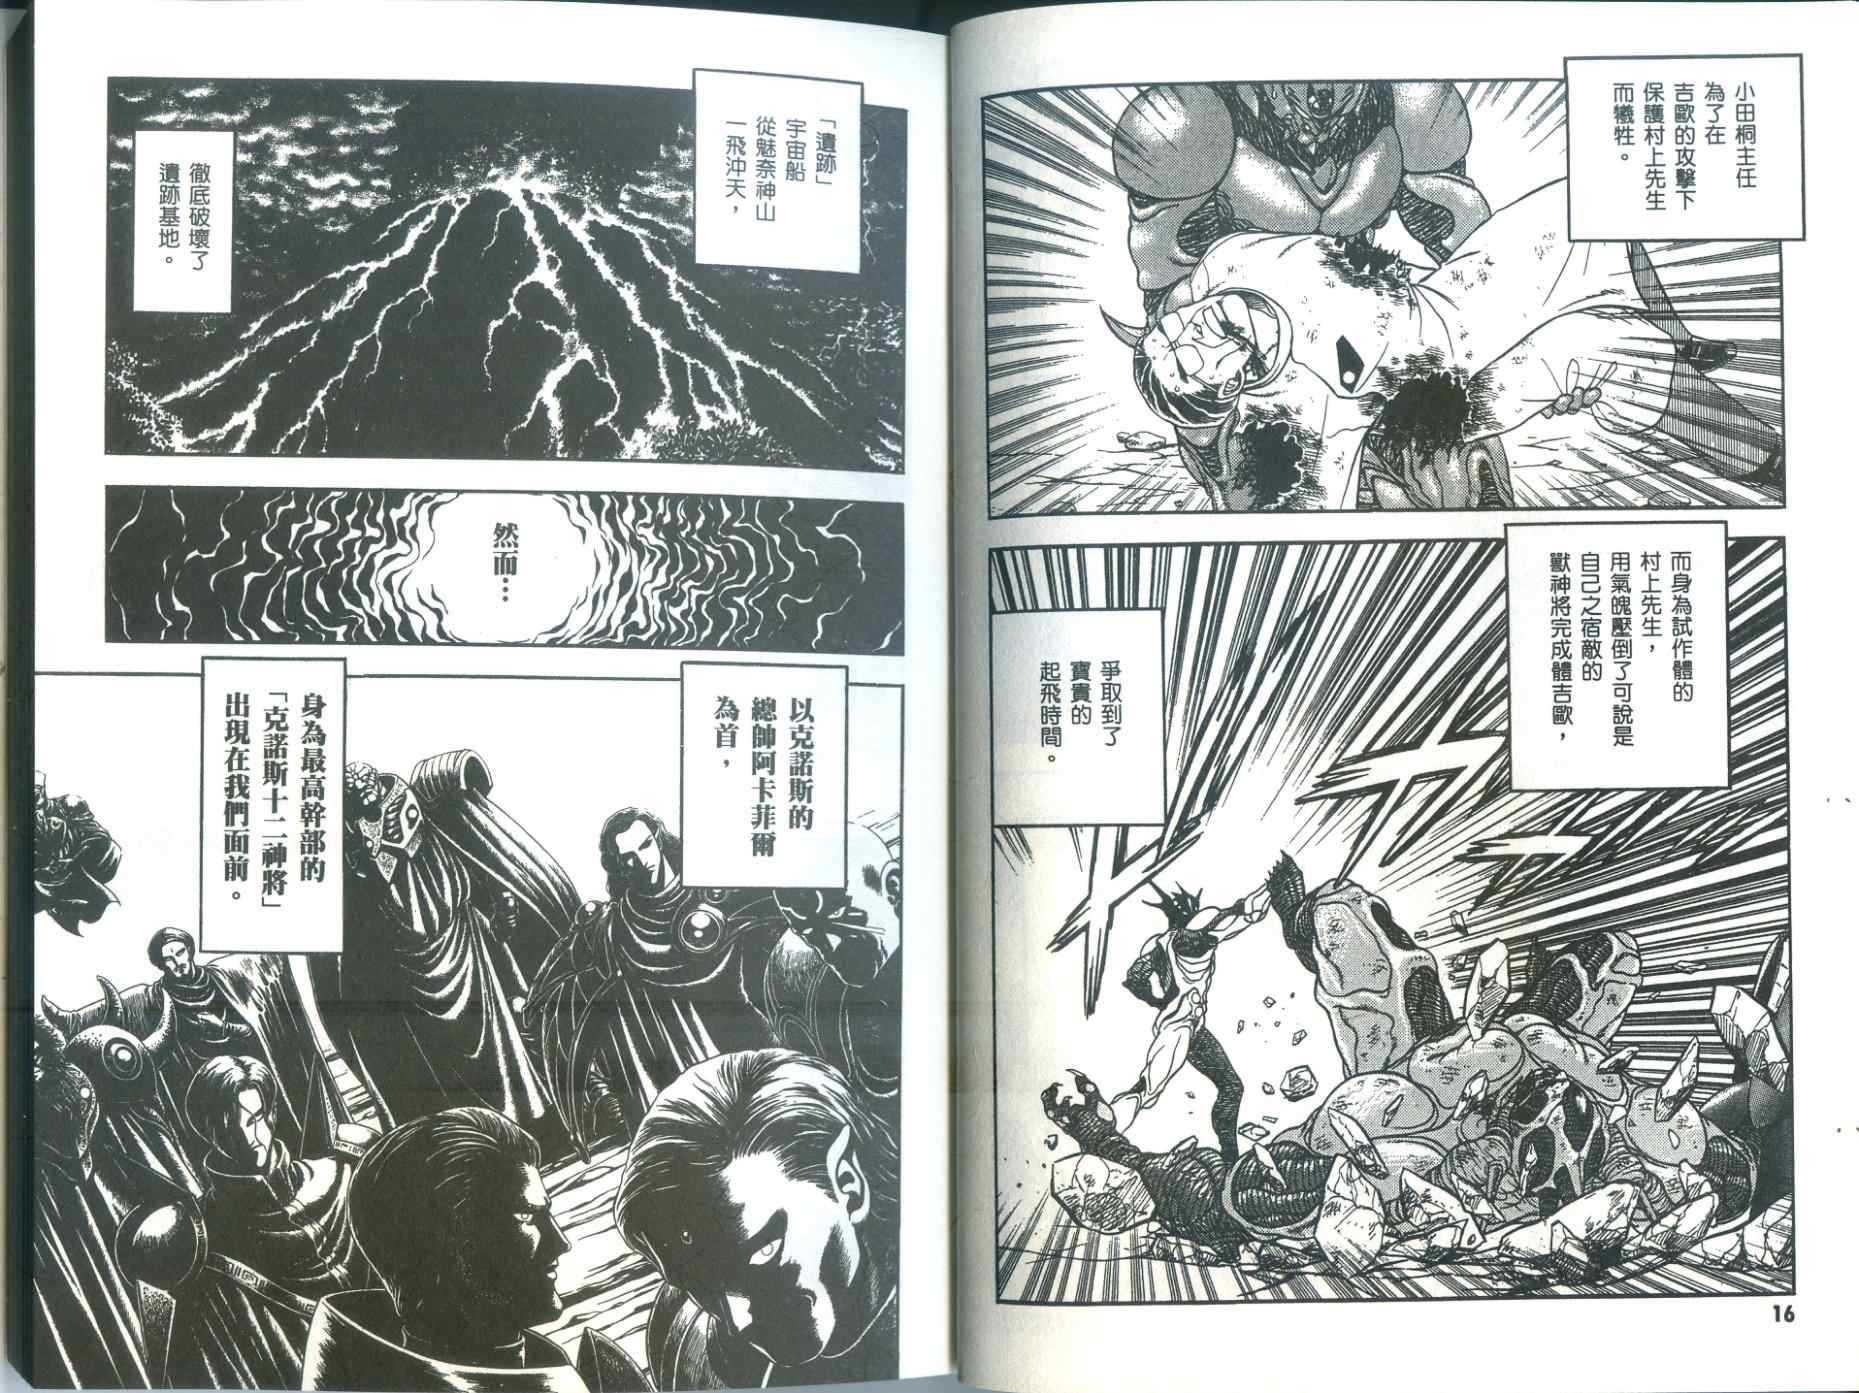 小田桐主任
為了在
吉歐的攻擊下
保護村上先生
而犧牲。
而身為試作體的
村上先生，
用氣魄壓倒了可說是
自己之宿敵的
獸神將完成體吉歐，
爭取到了
寶貴的
起飛時間。
16
「遺跡」
宇宙船
從魅奈神山
一飛沖天，
徹底破壞了
遺跡基地。
然而…
以克諾斯的
總帥阿卡菲爾
為首，
身為最高幹部的
「克諾斯十二神將」
出現在我們面前。